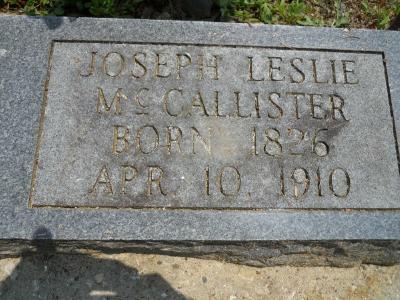 JOSEPH LESLIE
McCALLISTER
BORN 1826
APR. 10, 1910